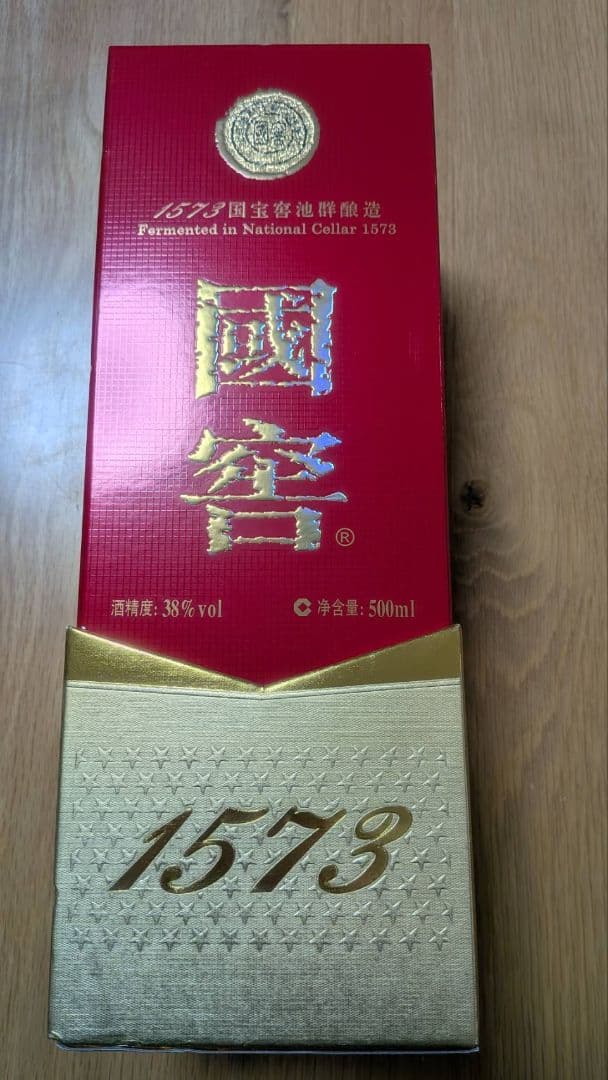 1573国宝窖池群酿造
Fermented in National Cellar 1573
國
窖
®
酒精度: 38%vol 净含量: 500ml
1573